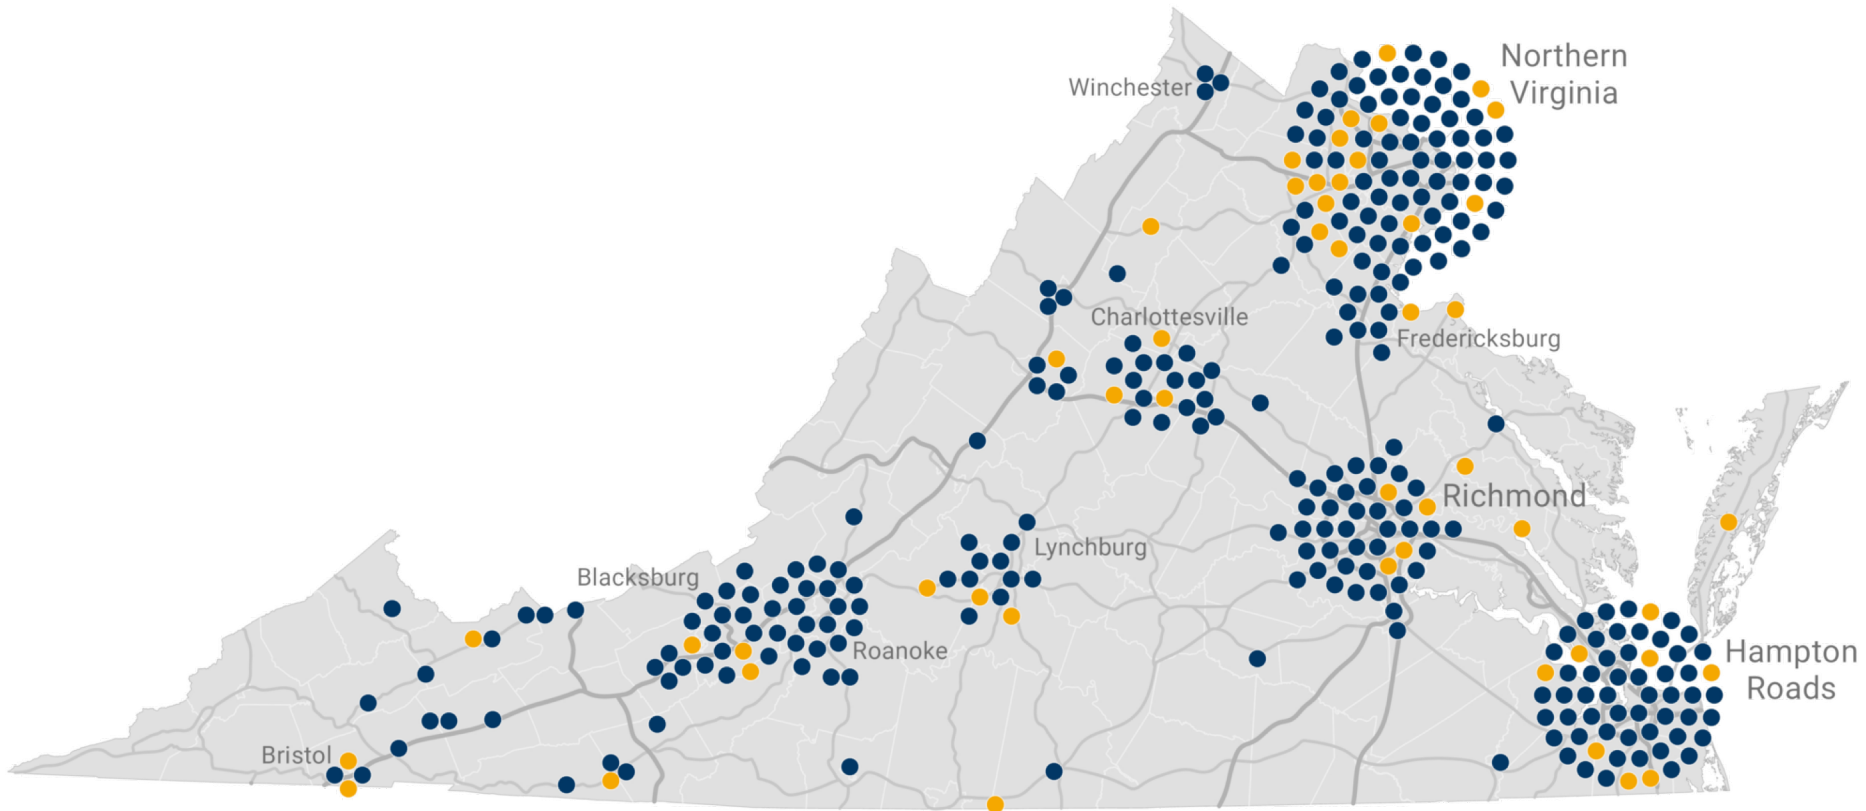 Northern
Virginia
Winchester
Charlottesville
Fredericksburg
Richmond
Lynchburg
Blacksburg
Roanoke
Hampton
Roads
Bristol